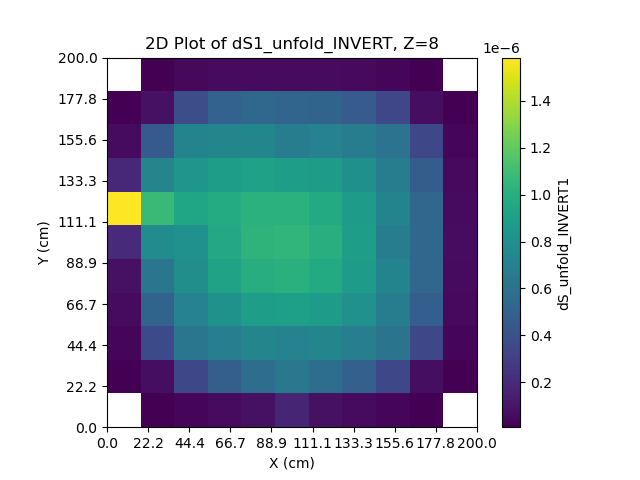 2D Plot of dS1_unfold_INVERT, Z=8
1e−6
200.0
177.8
155.6
133.3
111.1
88.9
66.7
44.4
22.2
0.0
Y (cm)
0.0 22.2 44.4 66.7 88.9 111.1 133.3 155.6 177.8 200.0
X (cm)
1.4
1.2
1.0
0.8
0.6
0.4
0.2
dS_unfold_INVERT1